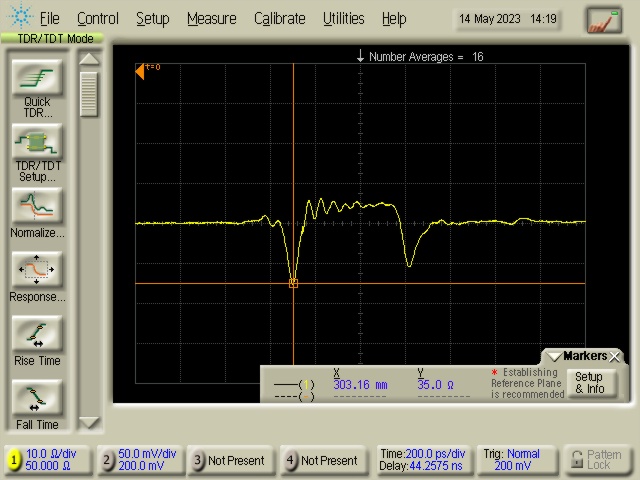 File Control Setup Measure Calibrate Utilities Help
14 May 2023 14:19
TDR/TDT Mode
Number Averages = 16
t=0
Quick
TDR...
TDR/TDT
Setup...
Normalize...
Response...
Rise Time
Fall Time
Markers
X Y
(1) 303.16 mm 35.0 Ω
* Establishing
Reference Plane
is recommended
Setup
& Info
1 10.0 Ω/div
50.000 Ω
2 50.0 mV/div
200.0 mV
3 Not Present
4 Not Present
Time:200.0 ps/div
Delay:44.2575 ns
Trig: Normal
200 mV
Pattern
Lock